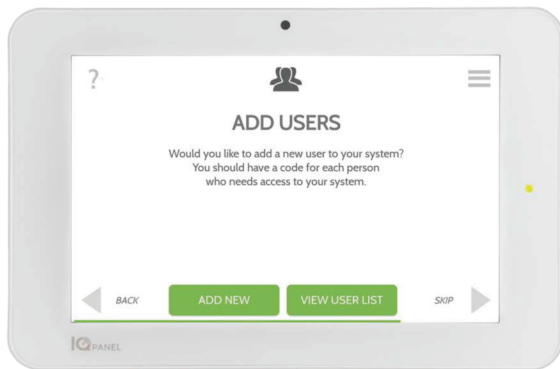 ?
ADD USERS
Would you like to add a new user to your system?
You should have a code for each person
who needs access to your system.
BACK
ADD NEW
VIEW USER LIST
SKIP
IQ PANEL